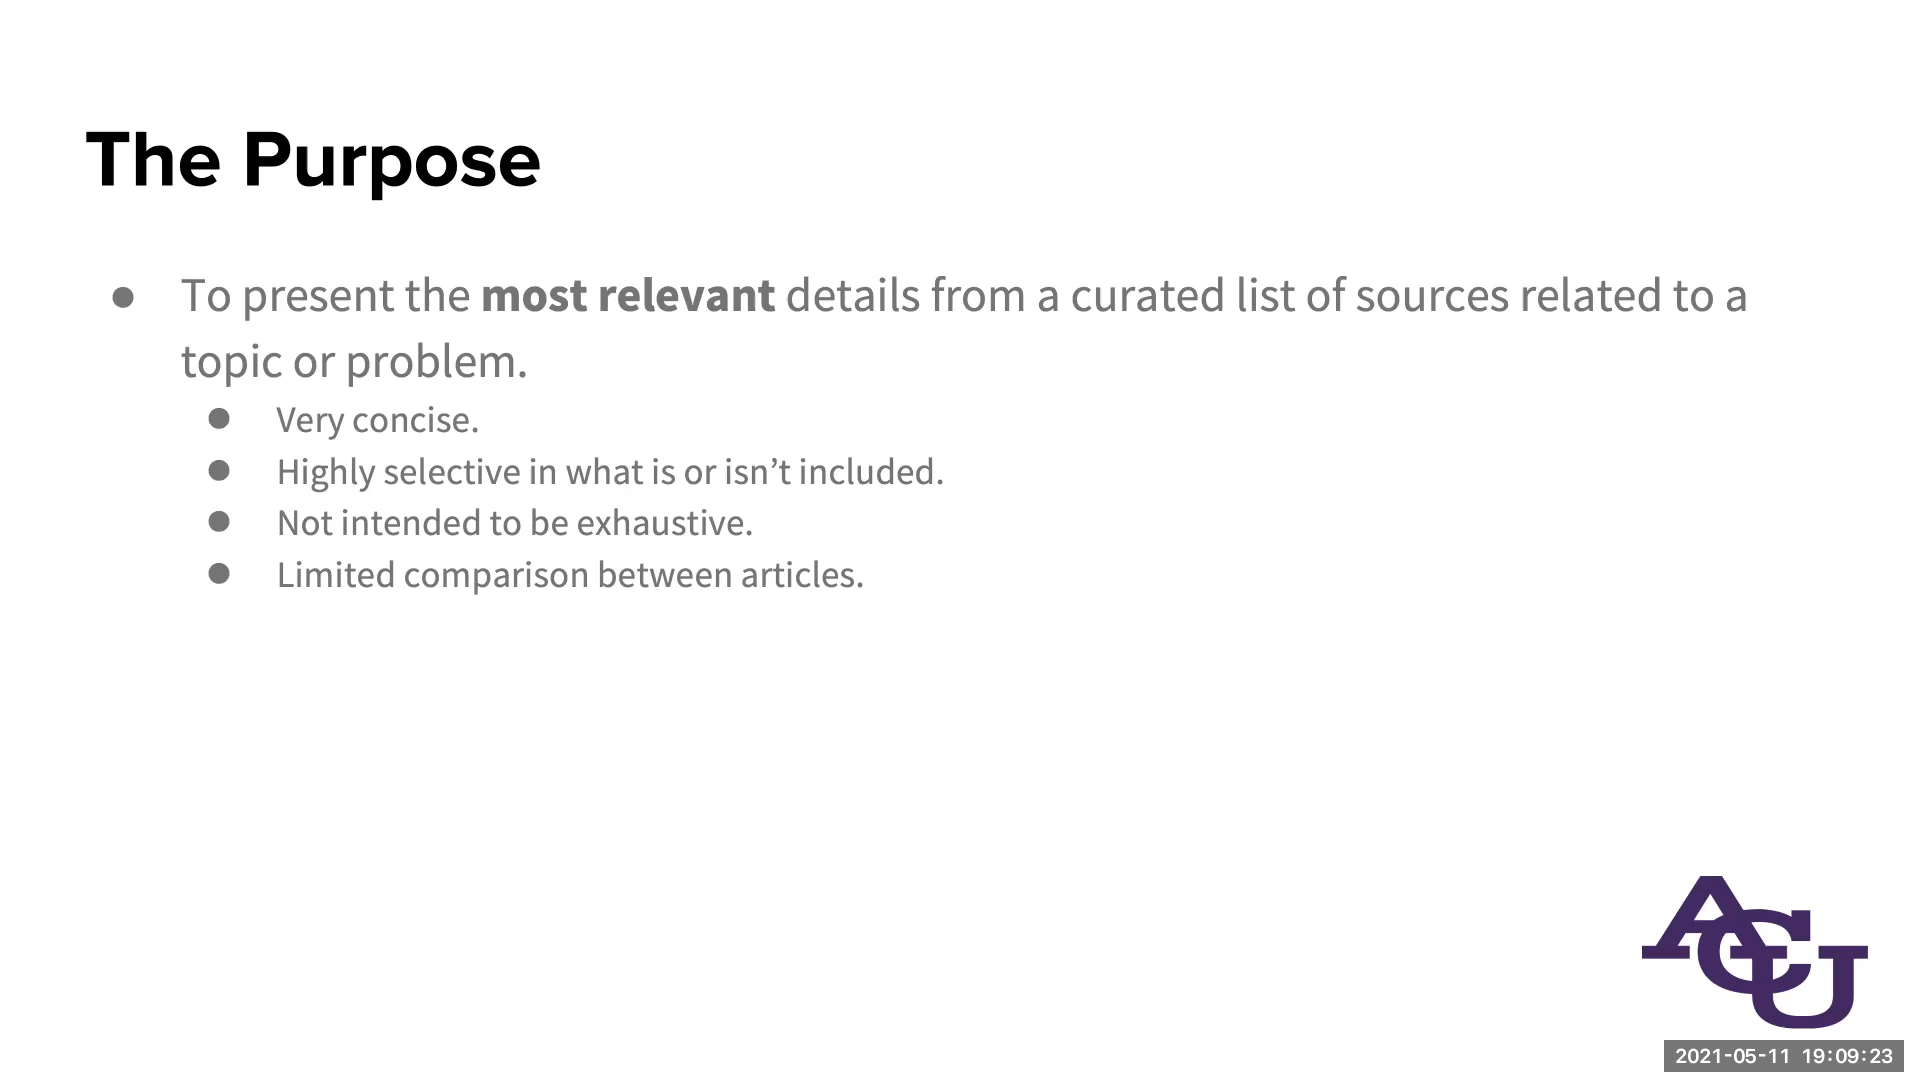 The Purpose
● To present the most relevant details from a curated list of sources related to a
topic or problem.
● Very concise.
● Highly selective in what is or isn’t included.
● Not intended to be exhaustive.
● Limited comparison between articles.
ACU
2021-05-11 19:09:23